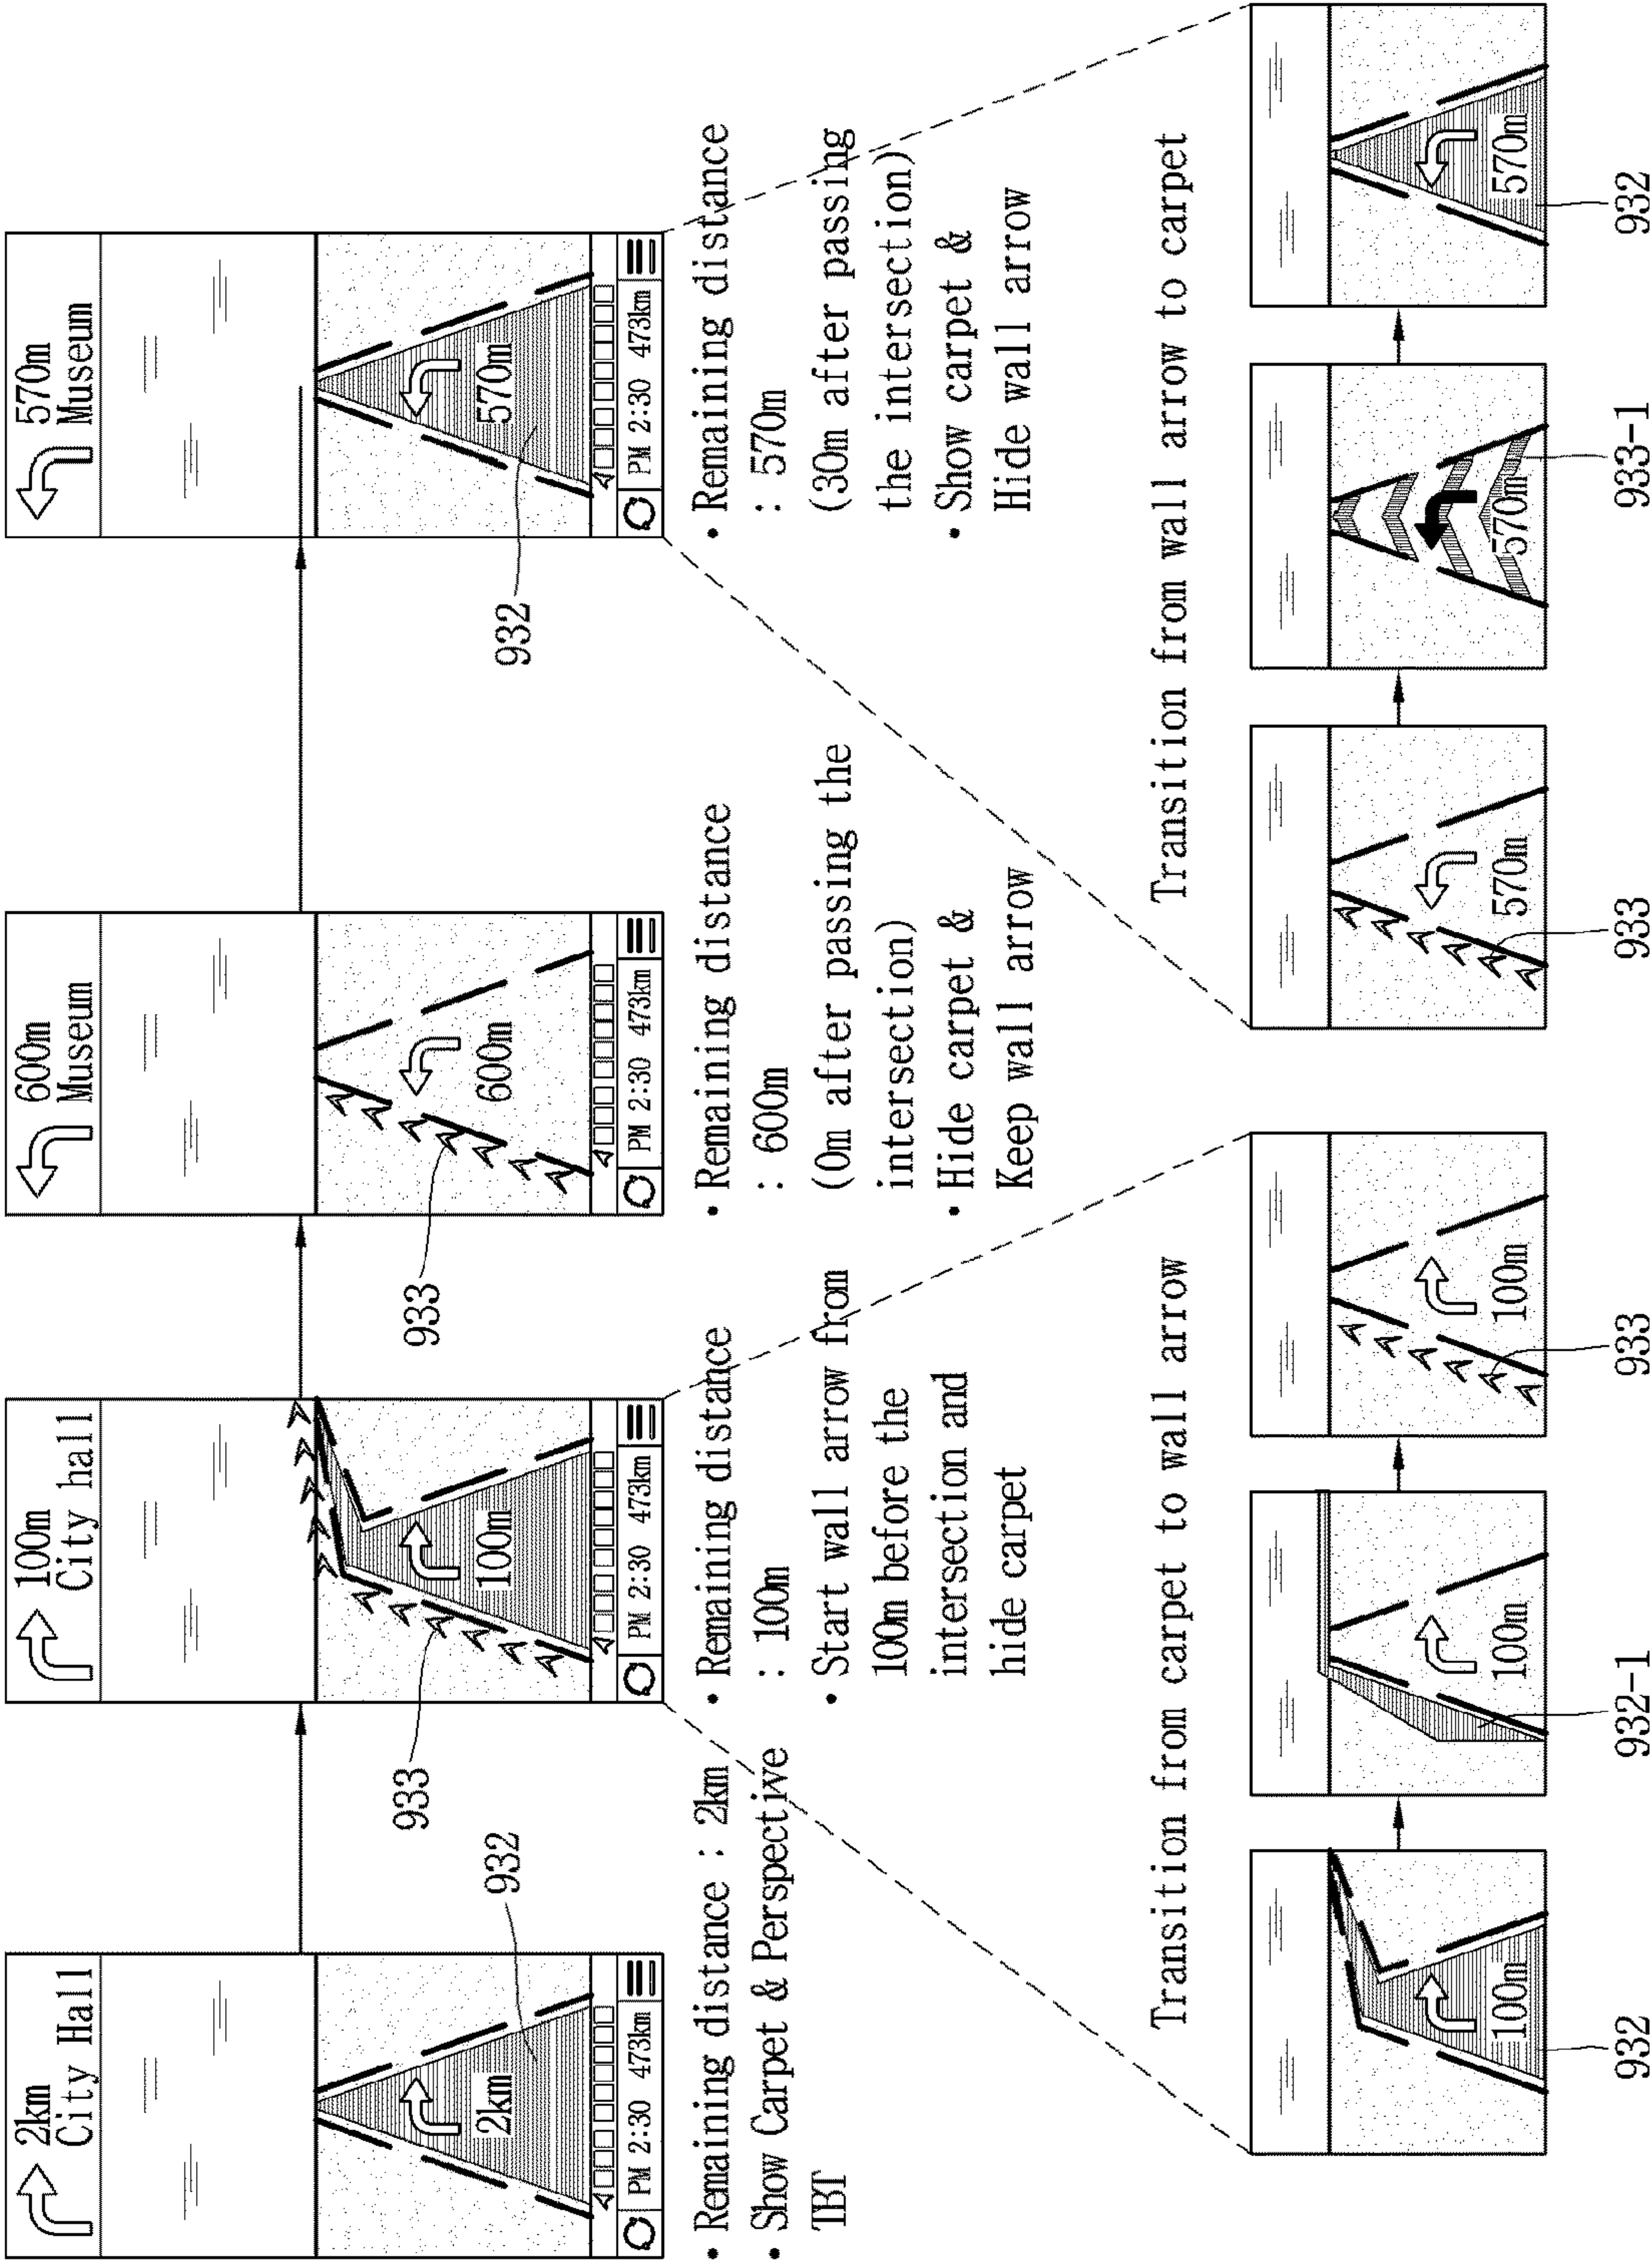 2km
City Hall
2km
PM 2:30 473km
932
• Remaining distance : 2km
• Show Carpet & Perspective
TBT
100m
City hall
100m
PM 2:30 473km
933
• Remaining distance
: 100m
• Start wall arrow from
100m before the
intersection and
hide carpet
600m
Museum
600m
PM 2:30 473km
933
• Remaining distance
: 600m
(0m after passing the
intersection)
• Hide carpet &
Keep wall arrow
570m
Museum
570m
PM 2:30 473km
932
• Remaining distance
: 570m
(30m after passing
the intersection)
• Show carpet &
Hide wall arrow
Transition from carpet to wall arrow
100m
932
100m
932-1
100m
933
Transition from wall arrow to carpet
570m
933
570m
933-1
570m
932